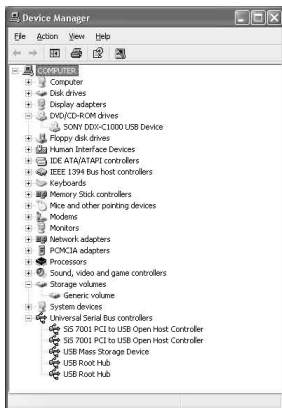 Device Manager
File Action View Help
COMPUTER
Computer
Disk drives
Display adapters
DVD/CD-ROM drives
SONY DDX-C1000 USB Device
Floppy disk drives
Human Interface Devices
IDE ATA/ATAPI controllers
IEEE 1394 Bus host controllers
Keyboards
Memory Stick controllers
Mice and other pointing devices
Modems
Monitors
Network adapters
PCMCIA adapters
Processors
Sound, video and game controllers
Storage volumes
Generic volume
System devices
Universal Serial Bus controllers
SiS 7001 PCI to USB Open Host Controller
SiS 7001 PCI to USB Open Host Controller
USB Mass Storage Device
USB Root Hub
USB Root Hub